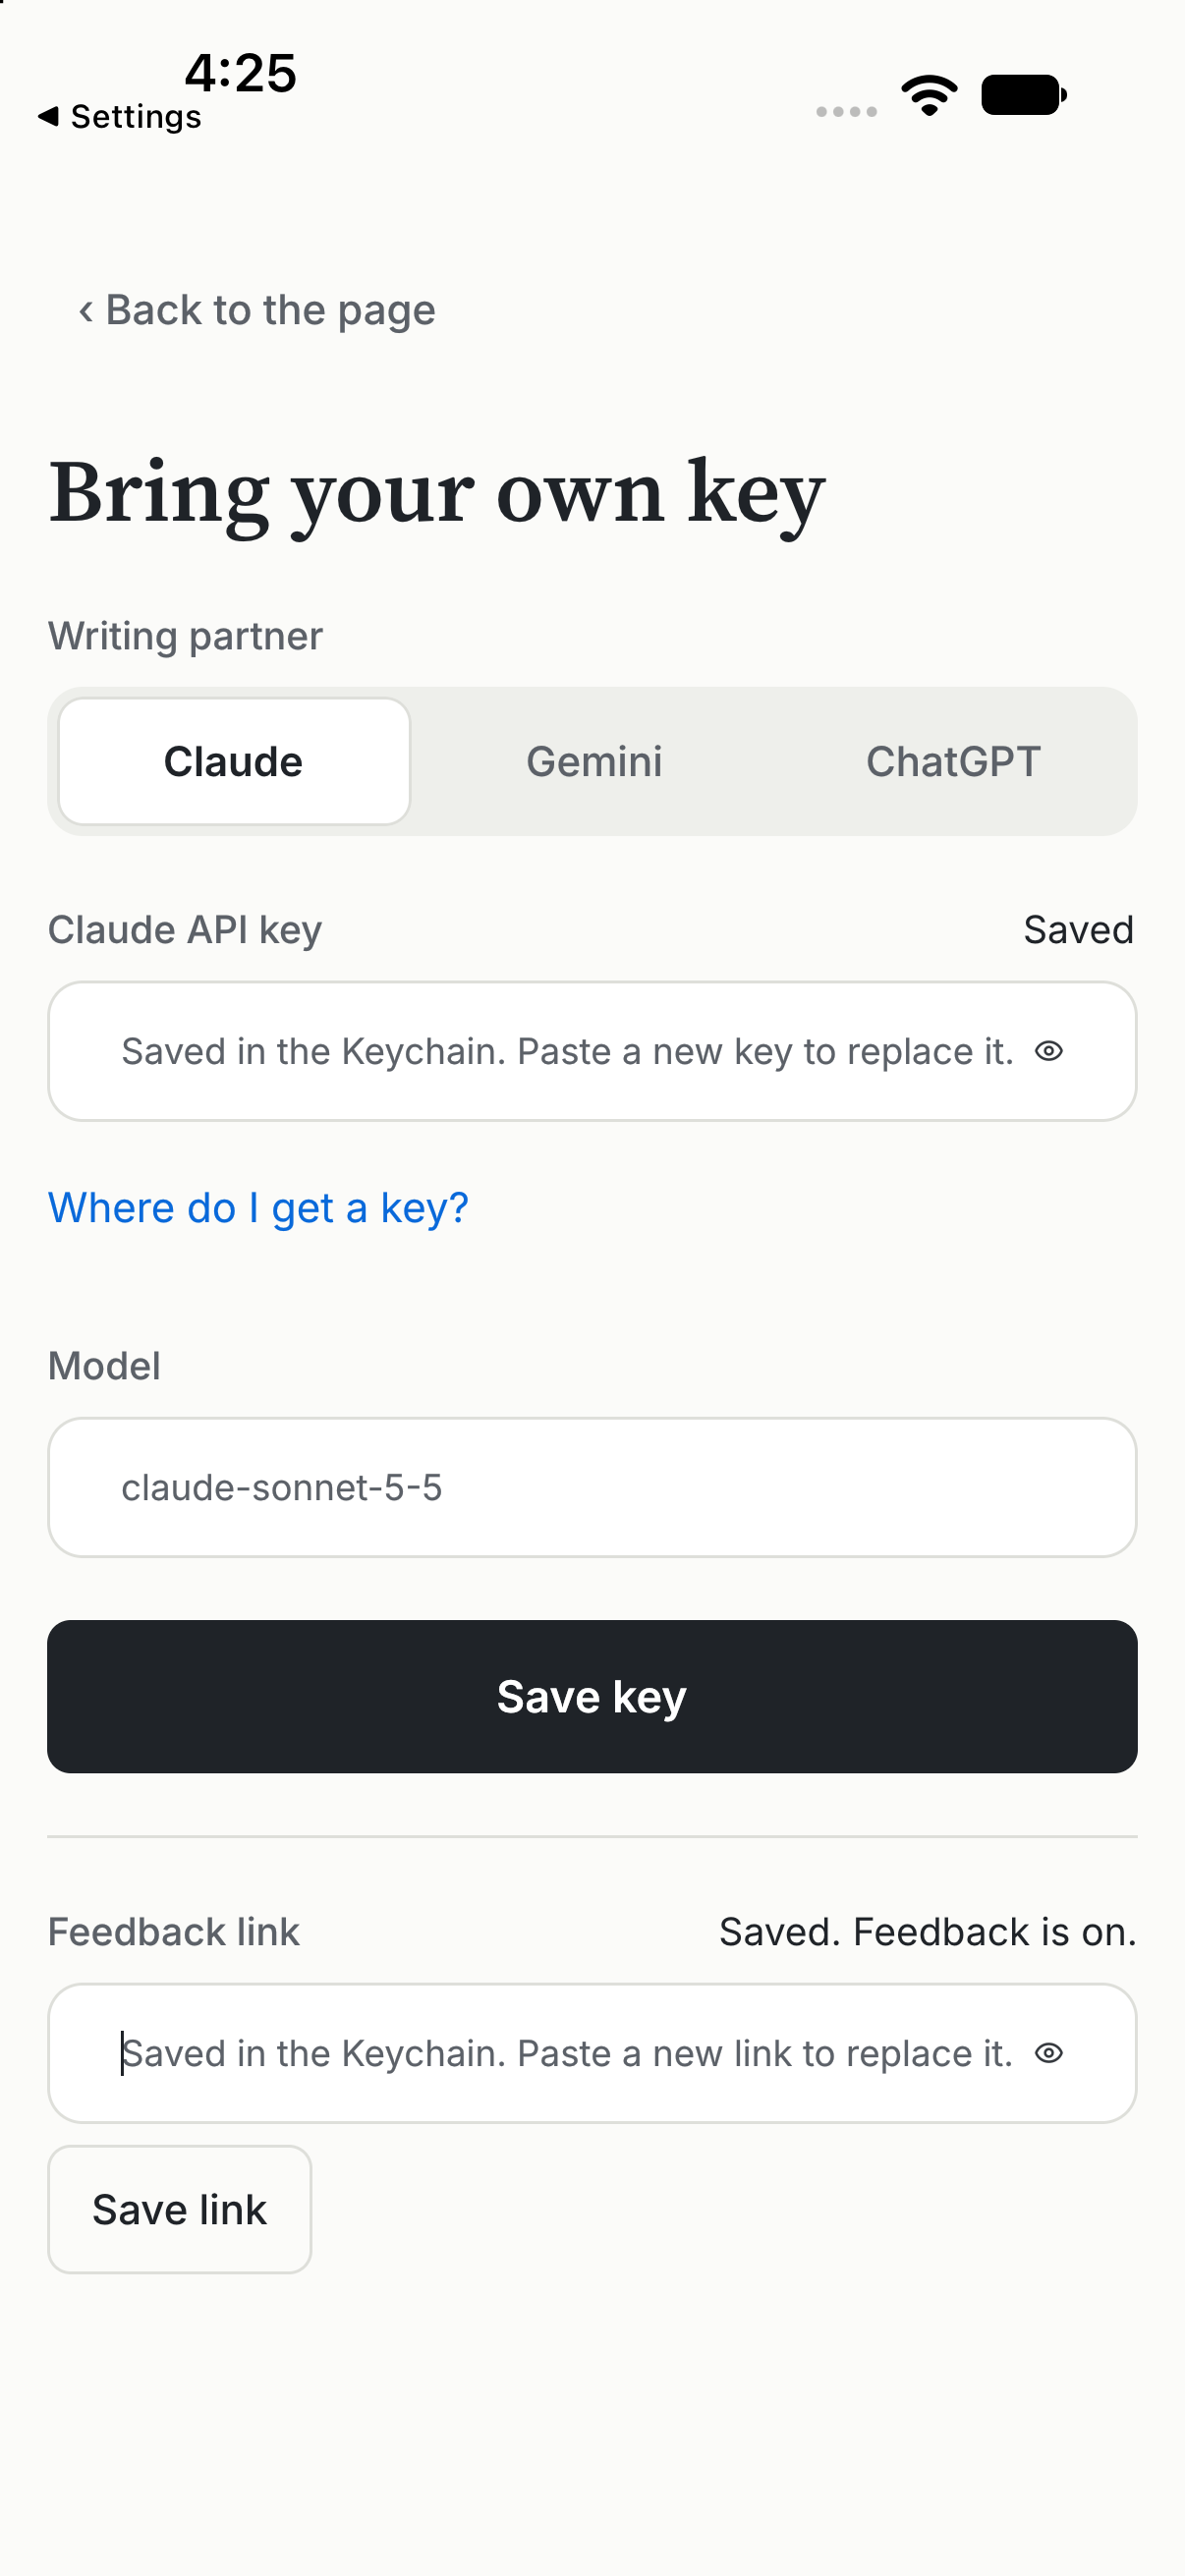 4:25
◀ Settings
‹ Back to the page
Bring your own key
Writing partner
Claude Gemini ChatGPT
Claude API key Saved
Saved in the Keychain. Paste a new key to replace it.
Where do I get a key?
Model
claude-sonnet-5-5
Save key
Feedback link Saved. Feedback is on.
Saved in the Keychain. Paste a new link to replace it.
Save link